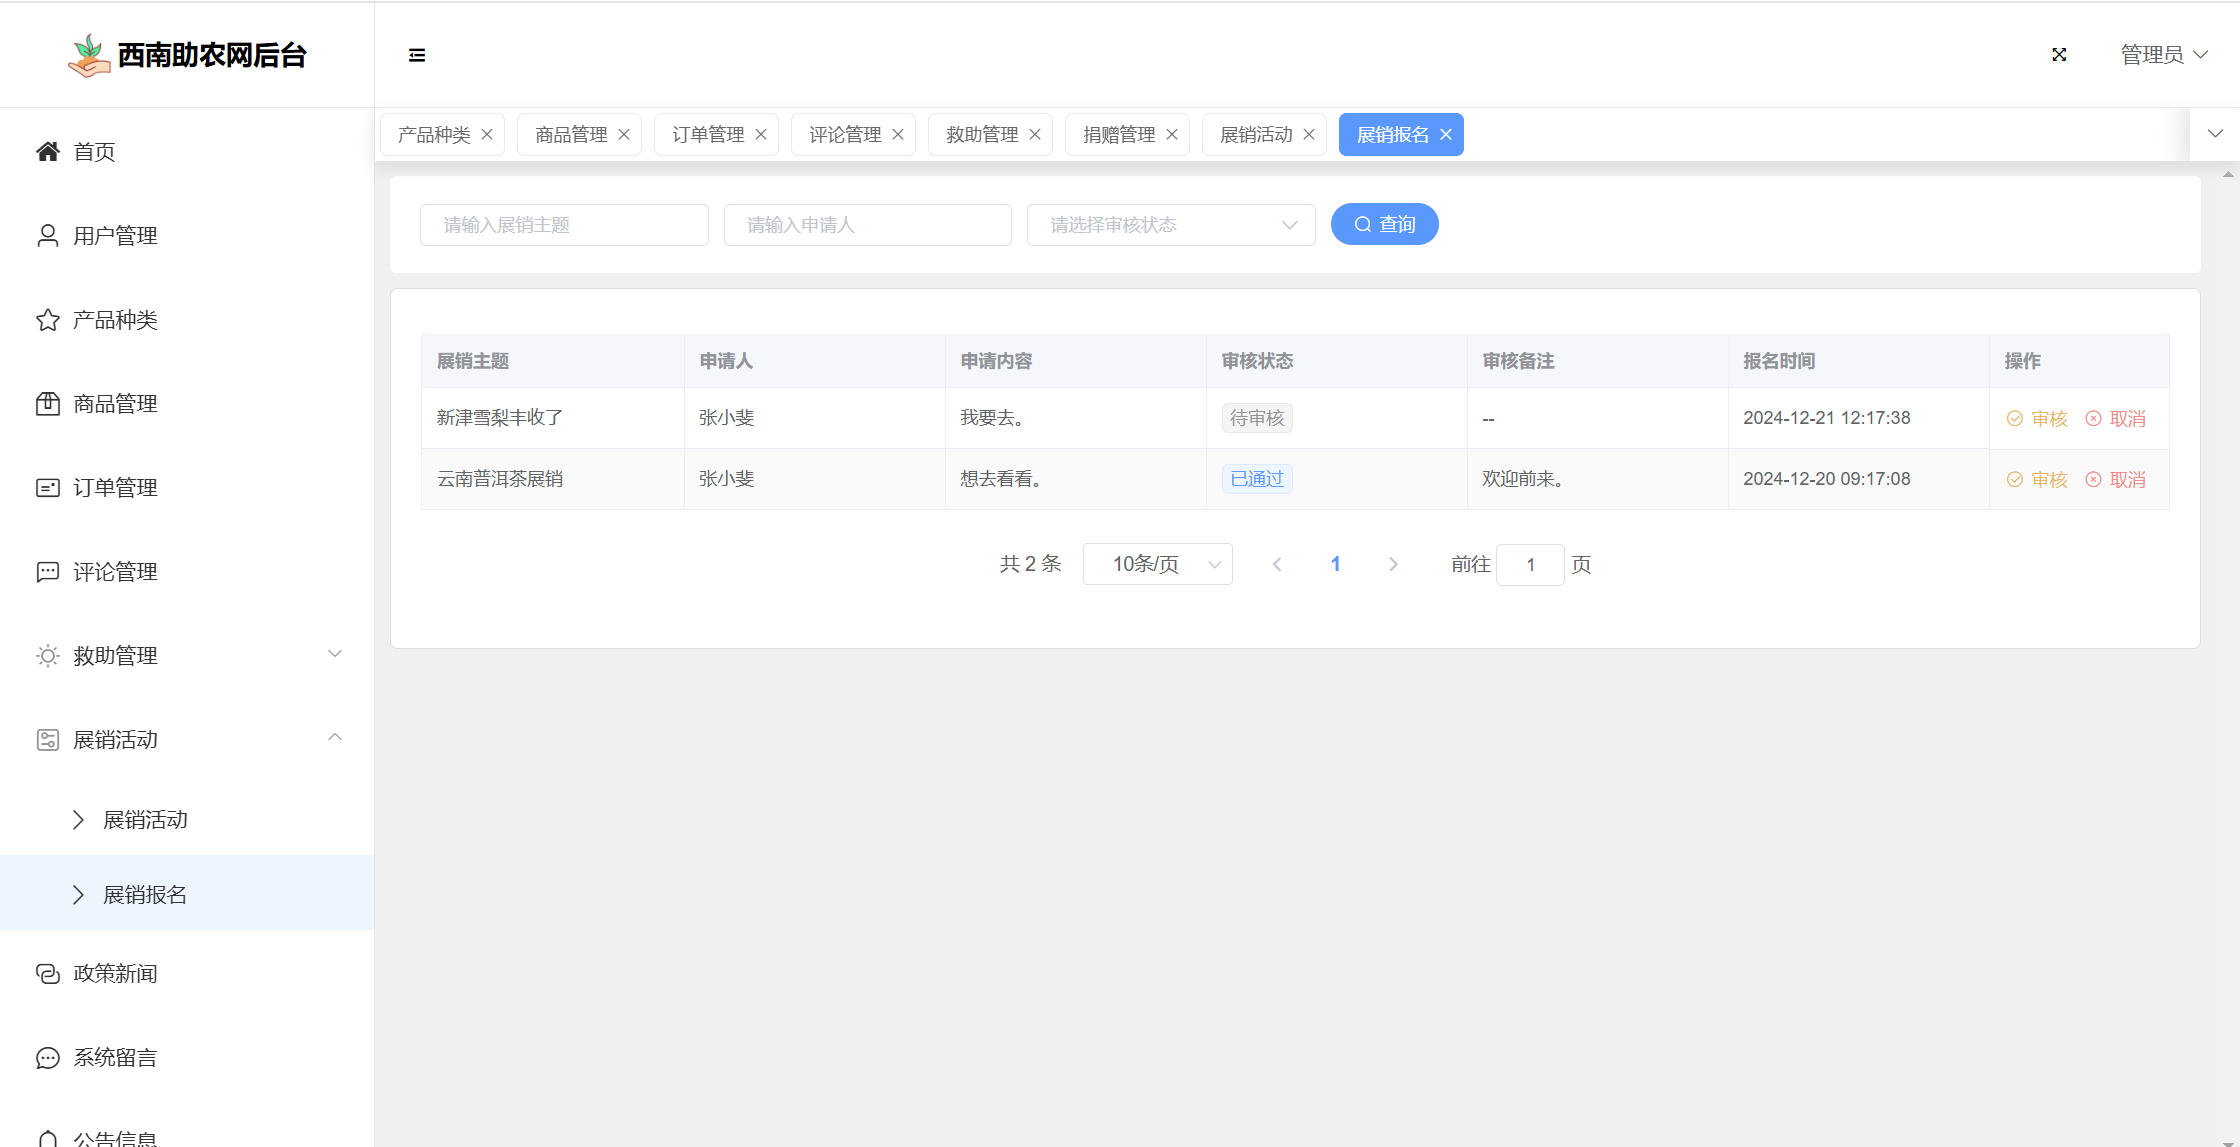 西南助农网后台
管理员
首页
用户管理
产品种类
商品管理
订单管理
评论管理
救助管理
展销活动
展销活动
展销报名
政策新闻
系统留言
公告信息
产品种类 商品管理 订单管理 评论管理 救助管理 捐赠管理 展销活动 展销报名
请输入展销主题 请输入申请人 请选择审核状态 查询
展销主题 申请人 申请内容 审核状态 审核备注 报名时间 操作
新津雪梨丰收了 张小斐 我要去。 待审核 -- 2024-12-21 12:17:38 审核 取消
云南普洱茶展销 张小斐 想去看看。 已通过 欢迎前来。 2024-12-20 09:17:08 审核 取消
共 2 条 10条/页 1 前往 1 页